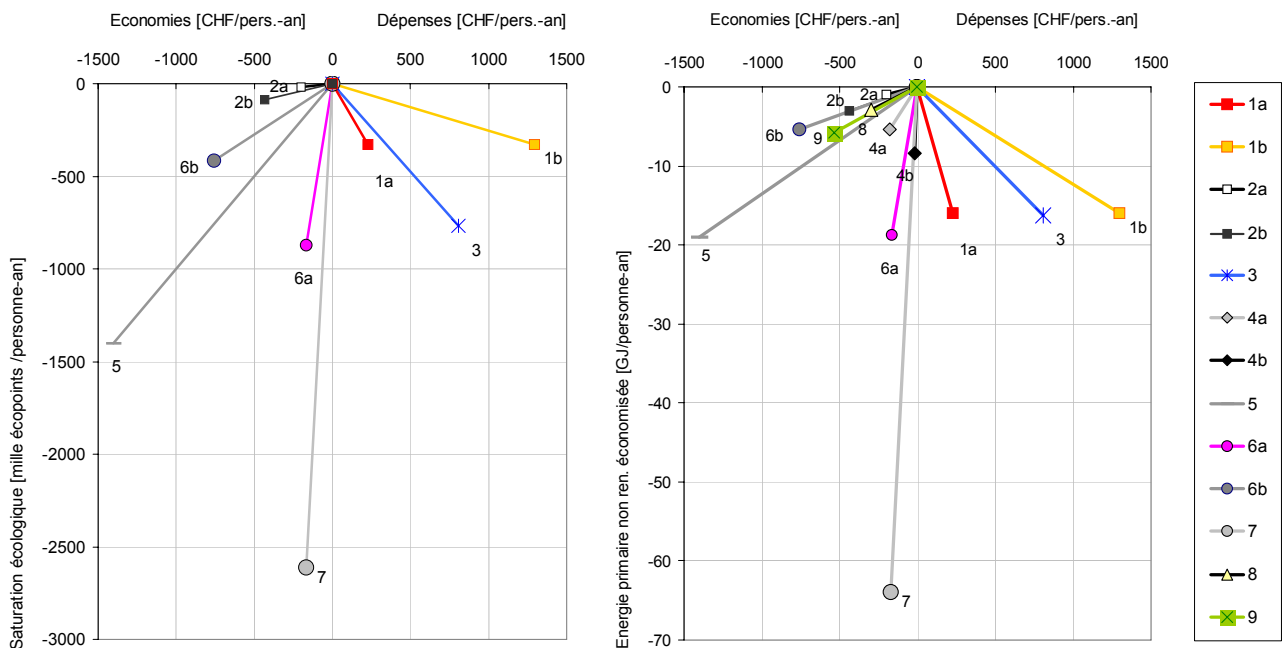 Economies [CHF/pers.-an] Dépenses [CHF/pers.-an]
-1500 -1000 -500 0 500 1000 1500
0
-500
-1000
-1500
-2000
-2500
-3000
Saturation écologique [mille écopoints /personne-an]
2a
2b
6b
1a
1b
3
6a
5
7
Economies [CHF/pers.-an] Dépenses [CHF/pers.-an]
-1500 -1000 -500 0 500 1000 1500
0
-10
-20
-30
-40
-50
-60
-70
Energie primaire non ren. économisée [GJ/personne-an]
2a
2b
6b
9
8
4a
4b
1a
3
1b
5
6a
7
1a
1b
2a
2b
3
4a
4b
5
6a
6b
7
8
9